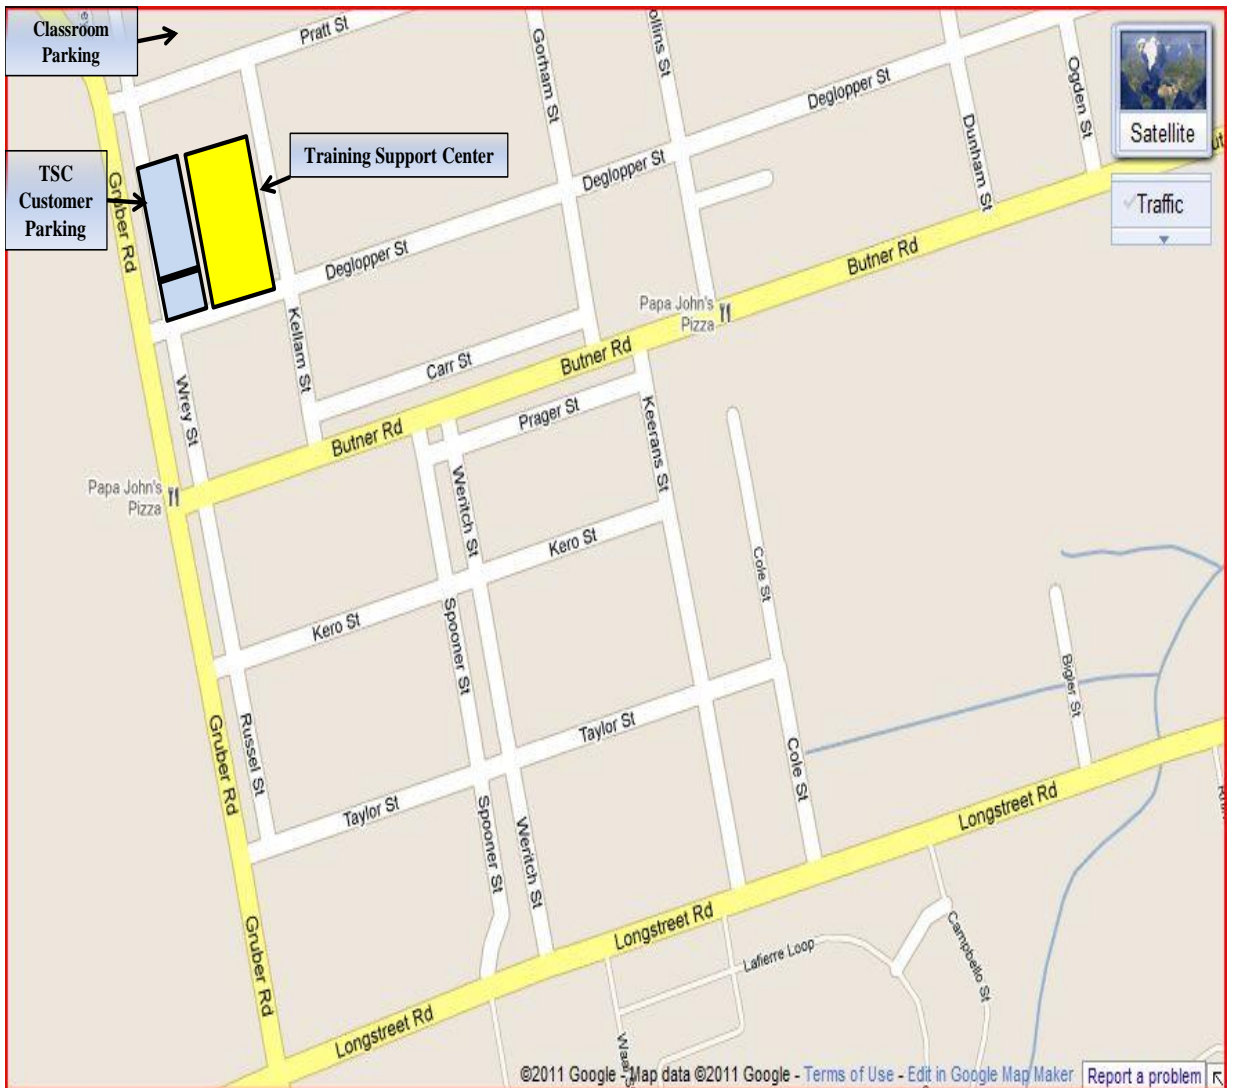 Classroom
Parking
Pratt St
Gorham St
ollins St
Deglopper St
Ogden St
Dunham St
Satellite
Traffic
TSC
Customer
Parking
Training Support Center
Gruber Rd
Deglopper St
Deglopper St
Butner Rd
Papa John's
Pizza
Kellam St
Carr St
Butner Rd
Wrey St
Prager St
Keerans St
Butner Rd
Papa John's
Pizza
Weritch St
Kero St
Cole St
Kero St
Spooner St
Bigler St
Russel St
Gruber Rd
Taylor St
Cole St
Taylor St
Spooner St
Weritch St
Longstreet Rd
Longstreet Rd
Gruber Rd
Lafierre Loop
Campbello St
Longstreet Rd
©2011 Google - Map data ©2011 Google - Terms of Use - Edit in Google Map Maker
Report a problem